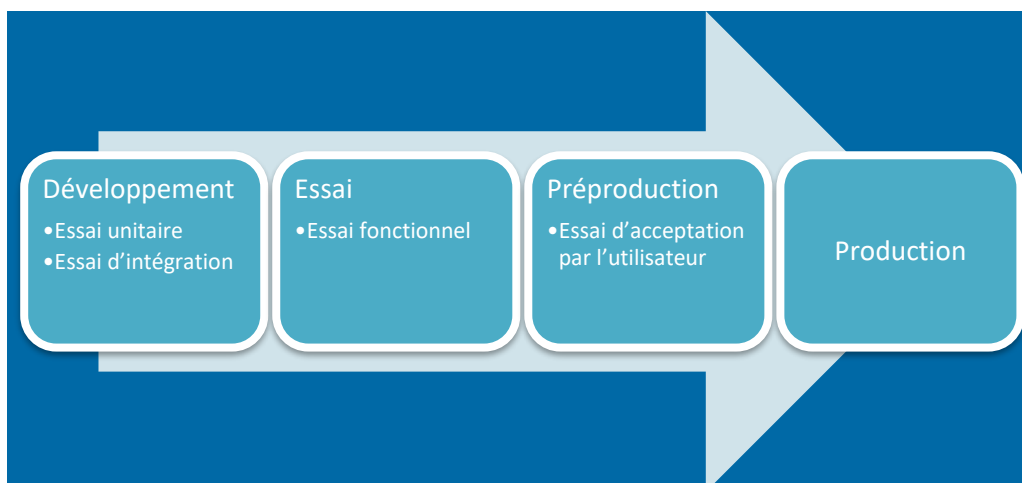 Développement
•Essai unitaire
•Essai d’intégration
Essai
•Essai fonctionnel
Préproduction
•Essai d’acceptation
par l’utilisateur
Production